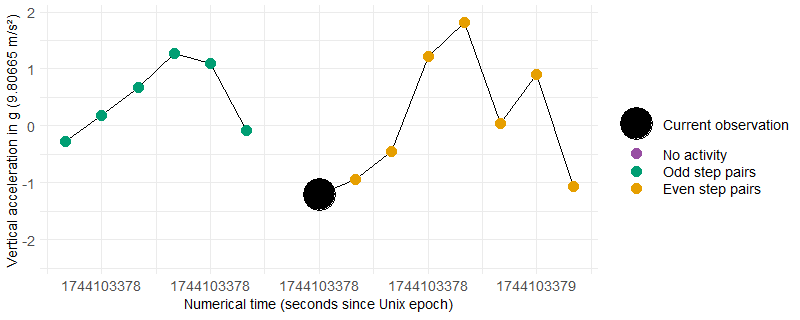 Vertical acceleration in g (9.80665 m/s²)
2
1
0
-1
-2
1744103378
1744103378
1744103378
1744103378
1744103379
Numerical time (seconds since Unix epoch)
Current observation
No activity
Odd step pairs
Even step pairs